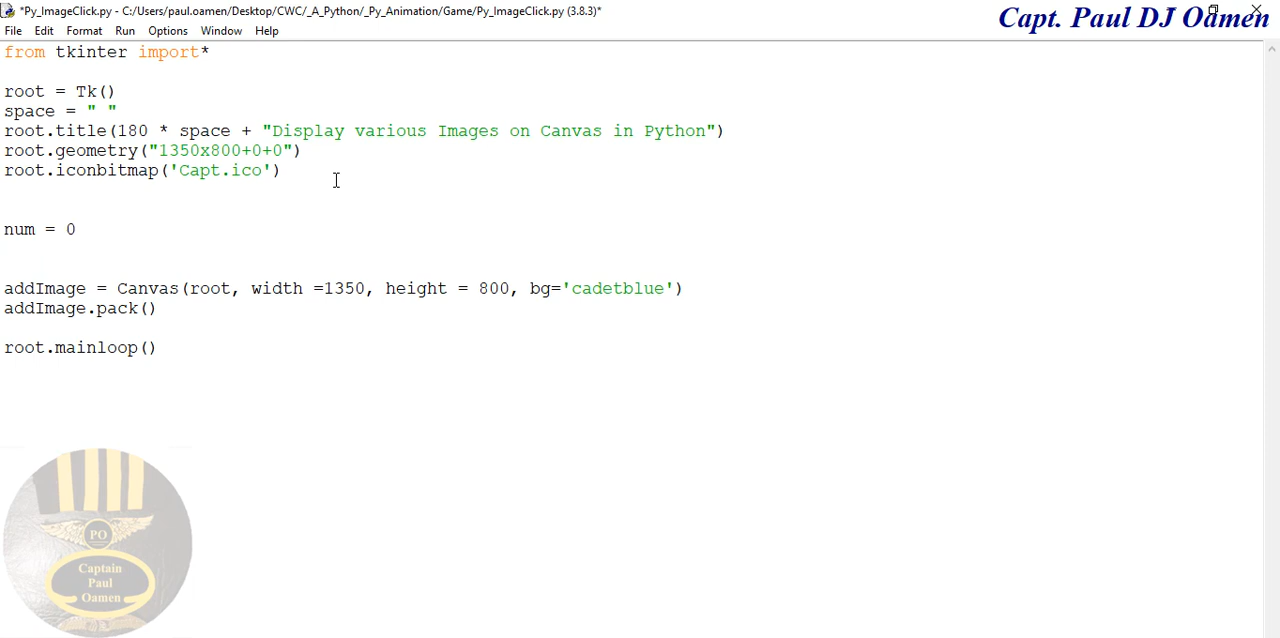 *Py_ImageClick.py - C:/Users/paul.oamen/Desktop/CWC/_A_Python/_Py_Animation/Game/Py_ImageClick.py (3.8.3)*
Capt. Paul DJ Oamen
File Edit Format Run Options Window Help
from tkinter import*
root = Tk()
space = " "
root.title(180 * space + "Display various Images on Canvas in Python")
root.geometry("1350x800+0+0")
root.iconbitmap('Capt.ico')
num = 0
addImage = Canvas(root, width =1350, height = 800, bg='cadetblue')
addImage.pack()
root.mainloop()
PO
Captain
Paul
Oamen